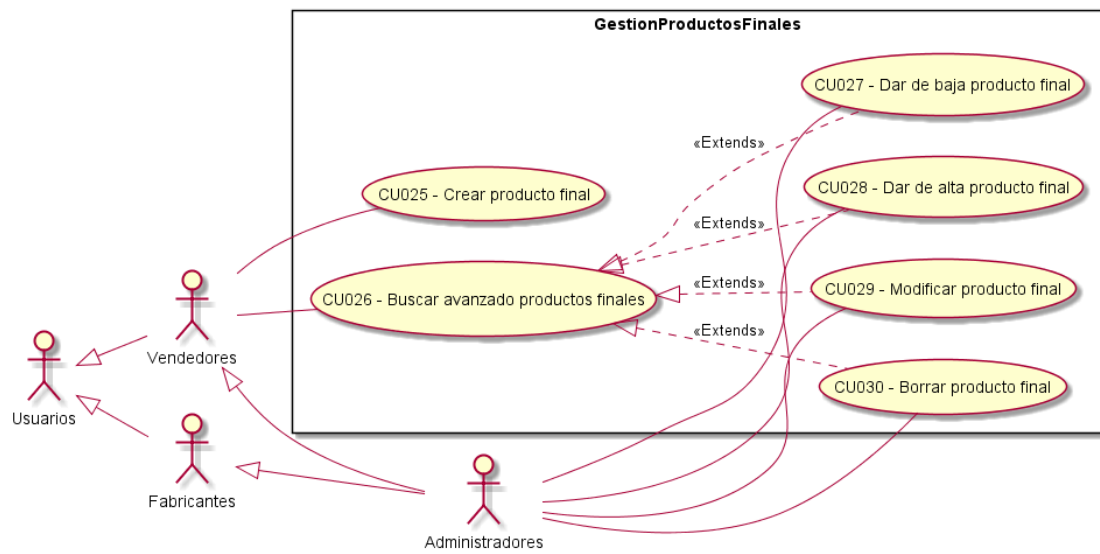 GestionProductosFinales
CU027 - Dar de baja producto final
«Extends»
CU025 - Crear producto final
CU028 - Dar de alta producto final
«Extends»
CU026 - Buscar avanzado productos finales
«Extends»
CU029 - Modificar producto final
«Extends»
Vendedores
CU030 - Borrar producto final
Usuarios
Fabricantes
Administradores